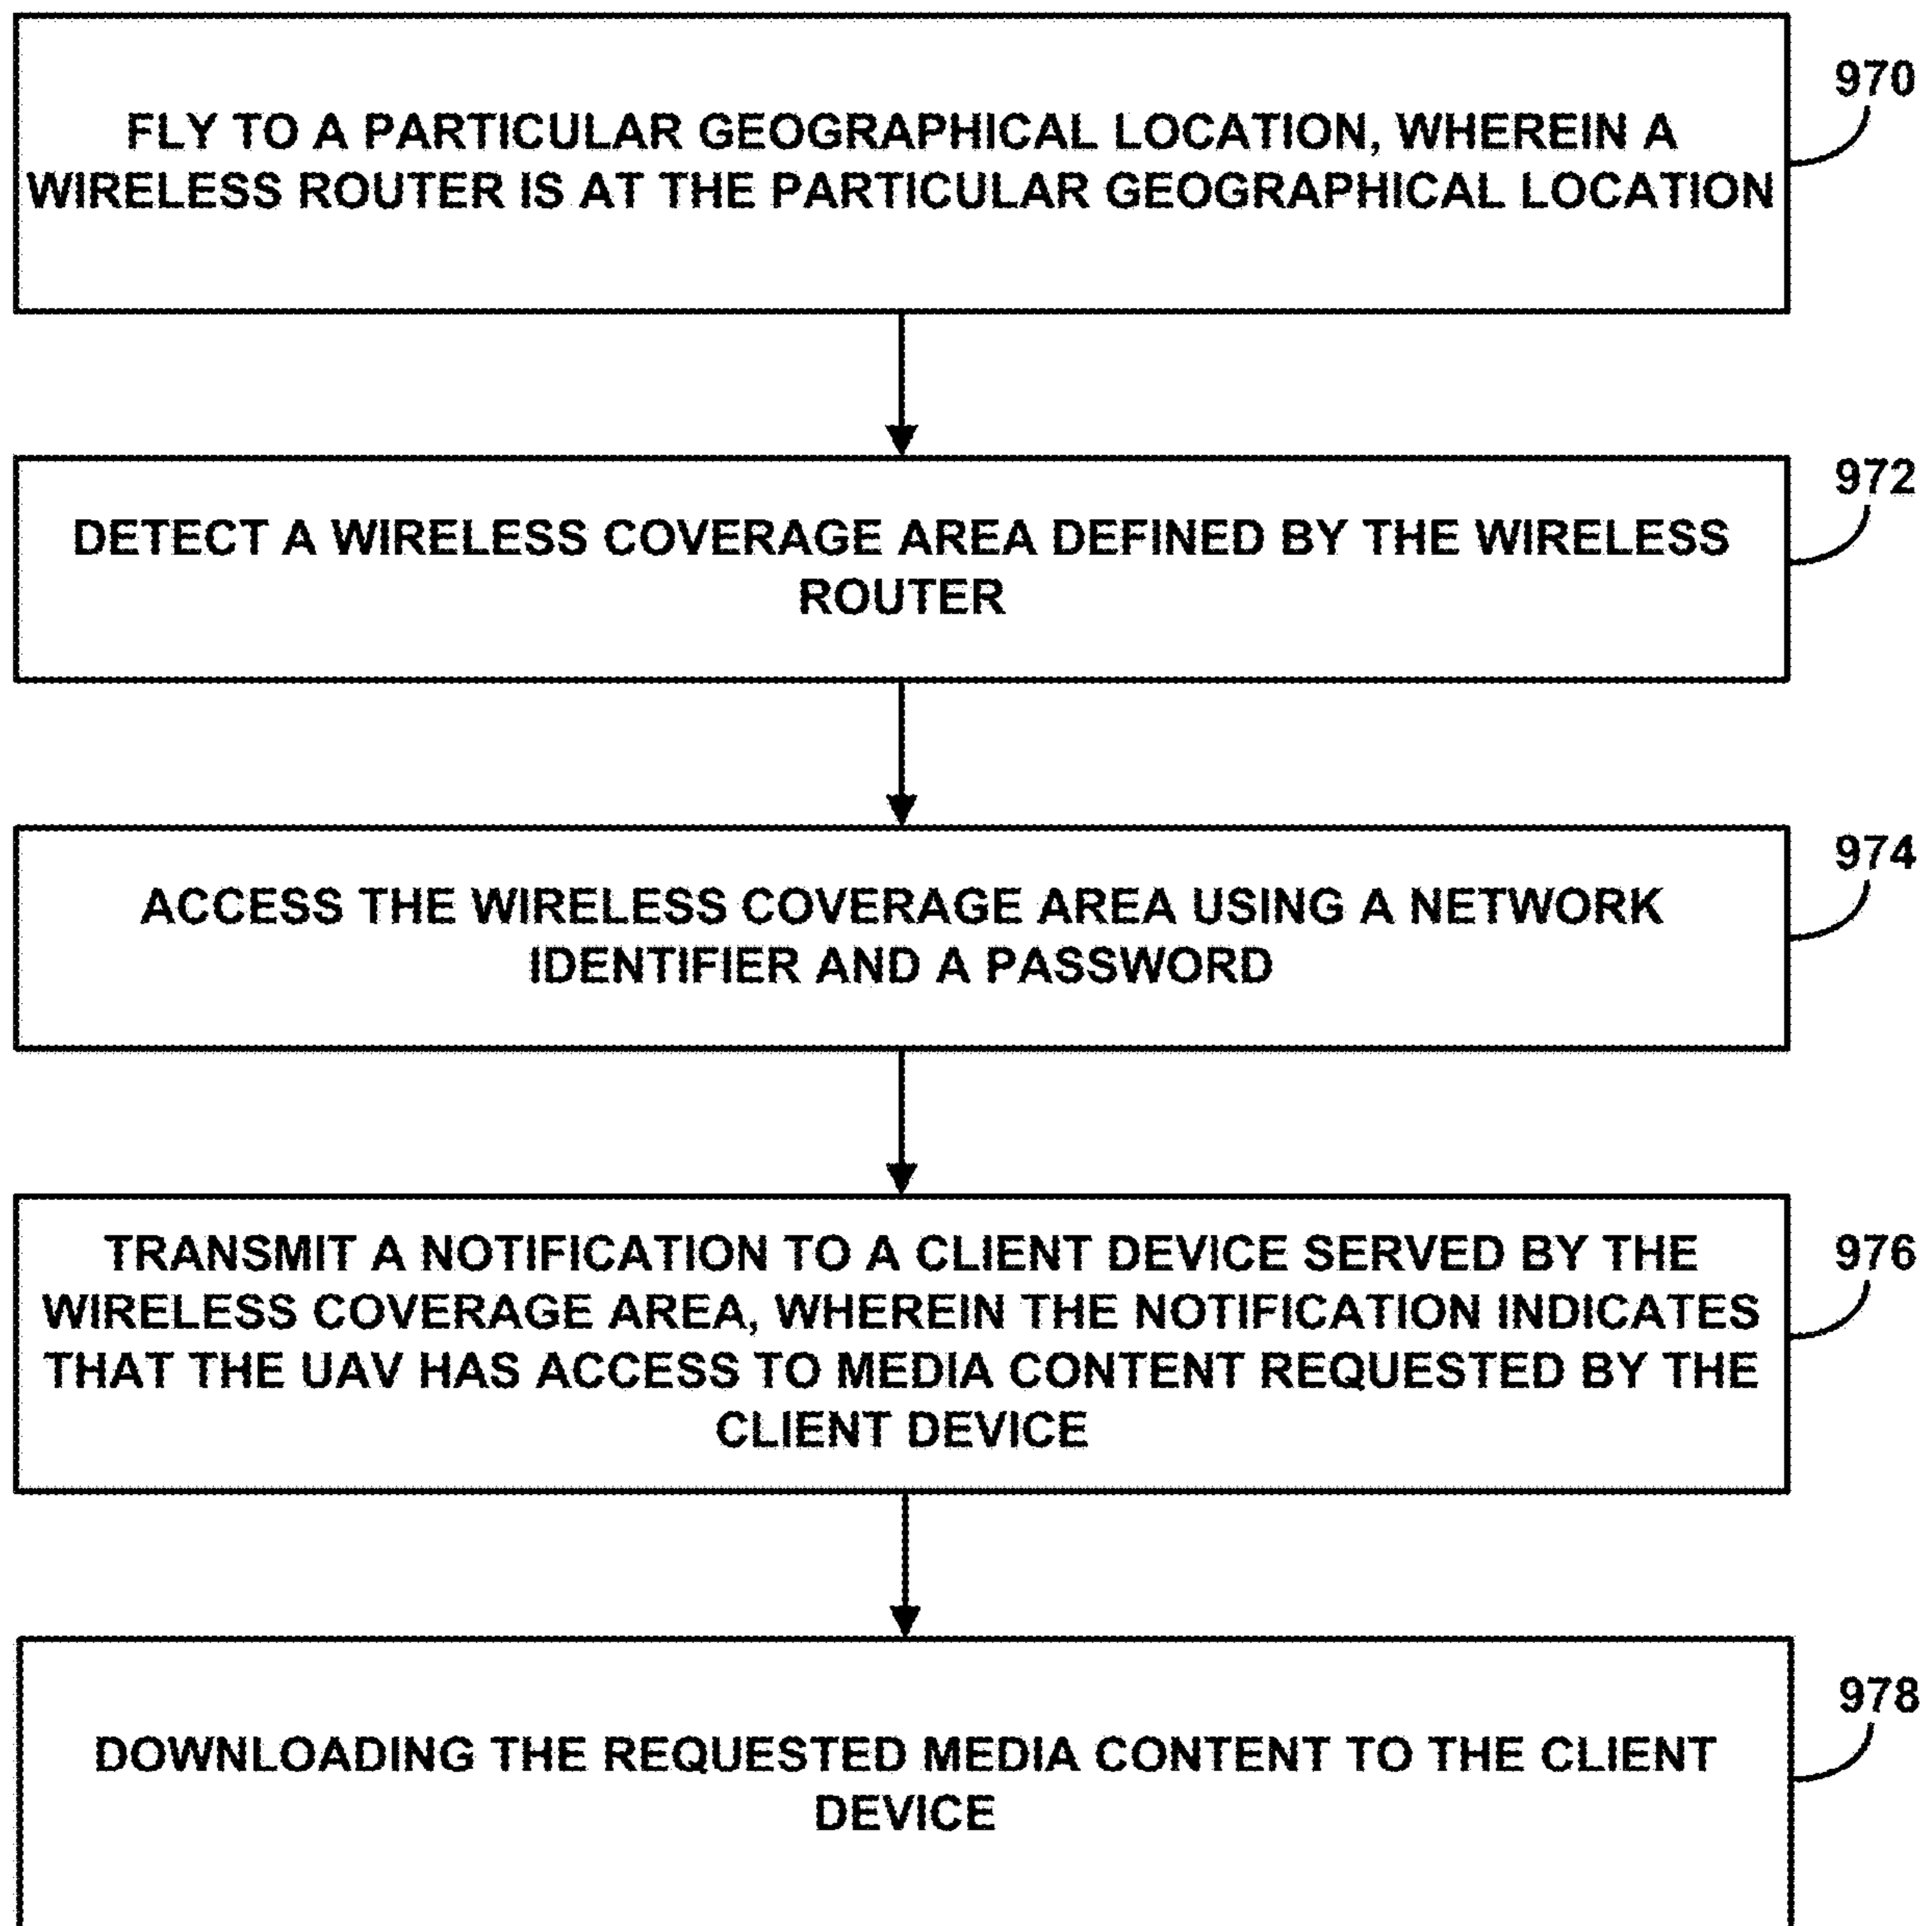 970
FLY TO A PARTICULAR GEOGRAPHICAL LOCATION, WHEREIN A
WIRELESS ROUTER IS AT THE PARTICULAR GEOGRAPHICAL LOCATION
972
DETECT A WIRELESS COVERAGE AREA DEFINED BY THE WIRELESS
ROUTER
974
ACCESS THE WIRELESS COVERAGE AREA USING A NETWORK
IDENTIFIER AND A PASSWORD
976
TRANSMIT A NOTIFICATION TO A CLIENT DEVICE SERVED BY THE
WIRELESS COVERAGE AREA, WHEREIN THE NOTIFICATION INDICATES
THAT THE UAV HAS ACCESS TO MEDIA CONTENT REQUESTED BY THE
CLIENT DEVICE
978
DOWNLOADING THE REQUESTED MEDIA CONTENT TO THE CLIENT
DEVICE